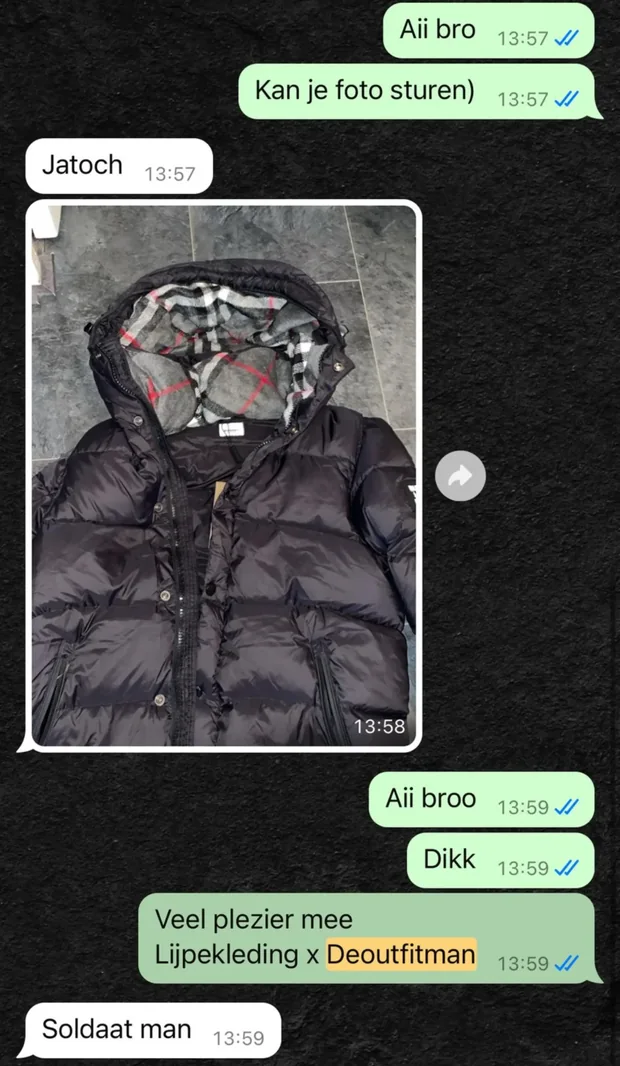 Aii bro 13:57
Kan je foto sturen) 13:57
Jatoch 13:57
13:58
Aii broo 13:59
Dikk 13:59
Veel plezier mee
Lijpekleding x Deoutfitman 13:59
Soldaat man 13:59